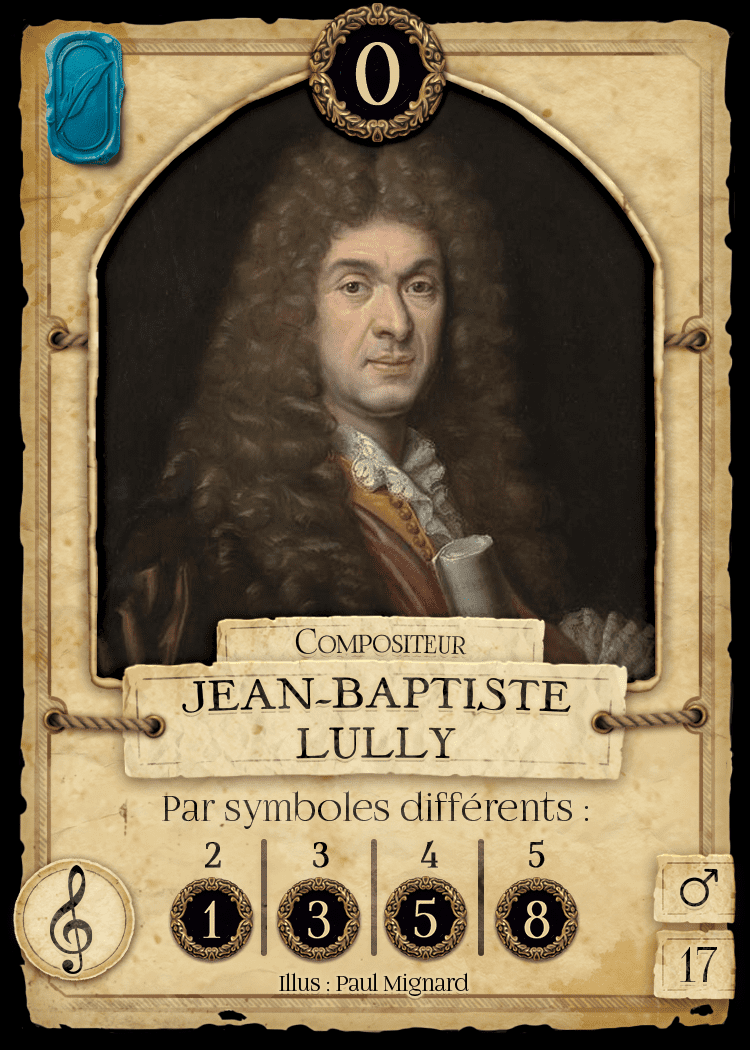 0
COMPOSITEUR
JEAN-BAPTISTE
LULLY
Par symboles différents :
2 3 4 5
1 3 5 8
♂
17
Illus : Paul Mignard